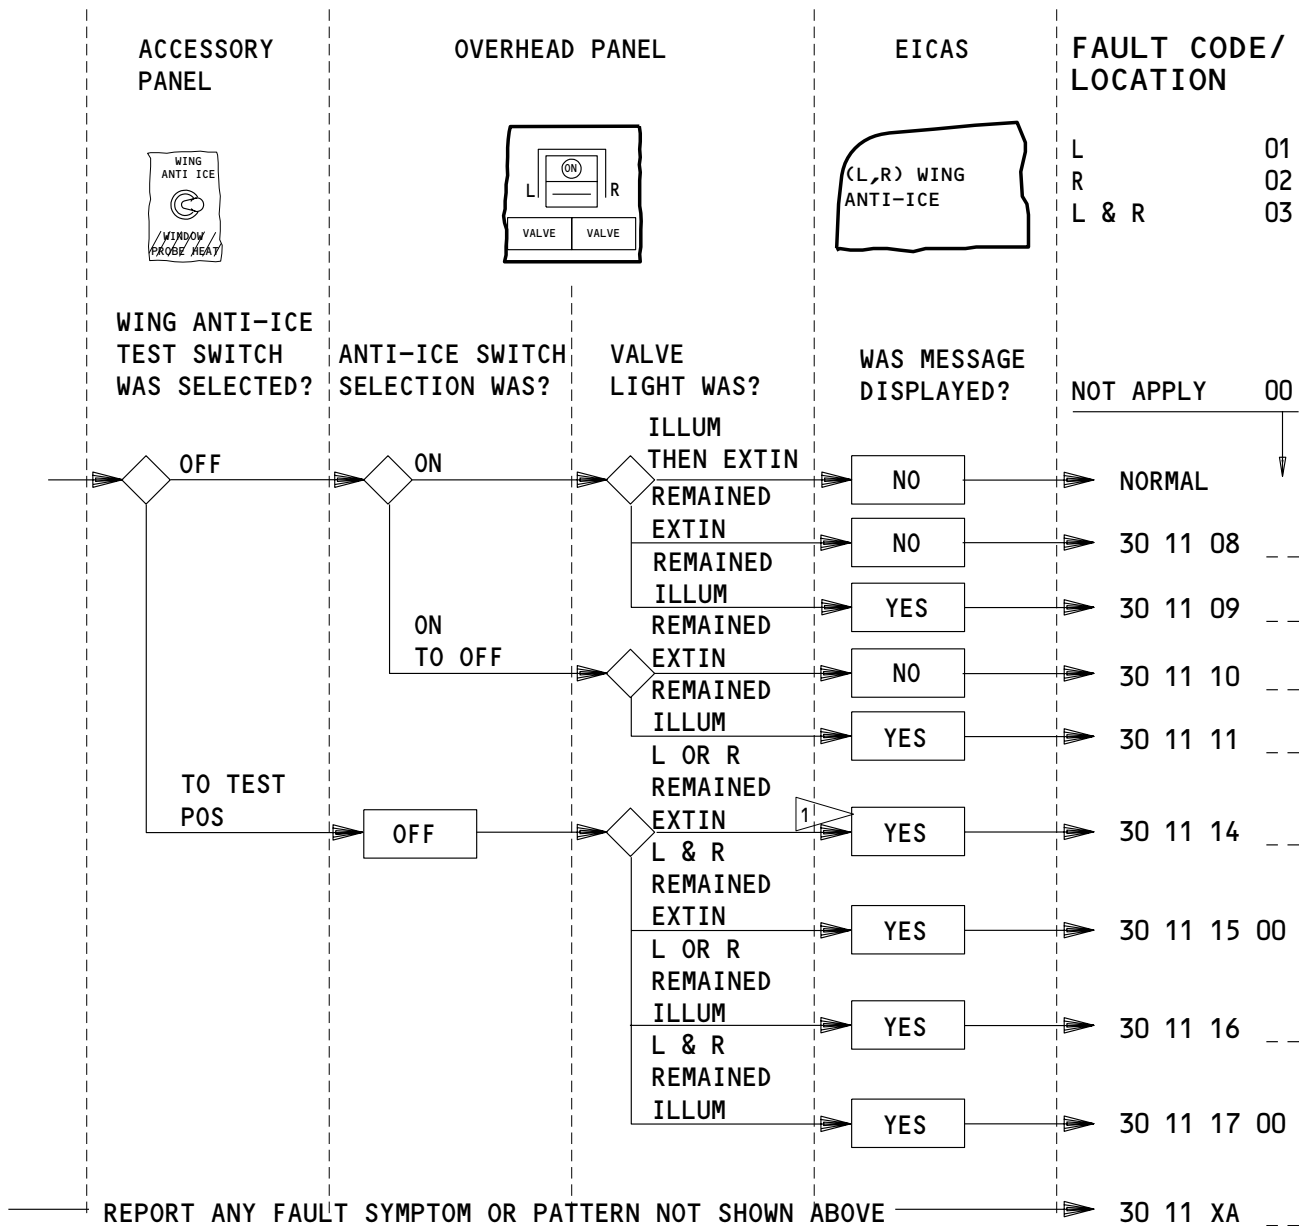 ACCESSORY
PANEL
OVERHEAD PANEL
EICAS
FAULT CODE/
LOCATION
WING
ANTI ICE
WINDOW
PROBE HEAT
ON
L
R
VALVE
VALVE
(L,R) WING
ANTI-ICE
L 01
R 02
L & R 03
WING ANTI-ICE
TEST SWITCH
WAS SELECTED?
ANTI-ICE SWITCH
SELECTION WAS?
VALVE
LIGHT WAS?
WAS MESSAGE
DISPLAYED?
NOT APPLY 00
OFF
ON
ILLUM
THEN EXTIN
NO
NORMAL
REMAINED
EXTIN
NO
30 11 08 _ _
REMAINED
ILLUM
YES
30 11 09 _ _
ON
TO OFF
REMAINED
EXTIN
NO
30 11 10 _ _
REMAINED
ILLUM
YES
30 11 11 _ _
TO TEST
POS
OFF
L OR R
REMAINED
EXTIN
1
YES
30 11 14 _ _
L & R
REMAINED
EXTIN
YES
30 11 15 00
L OR R
REMAINED
ILLUM
YES
30 11 16 _ _
L & R
REMAINED
ILLUM
YES
30 11 17 00
REPORT ANY FAULT SYMPTOM OR PATTERN NOT SHOWN ABOVE
30 11 XA _ _